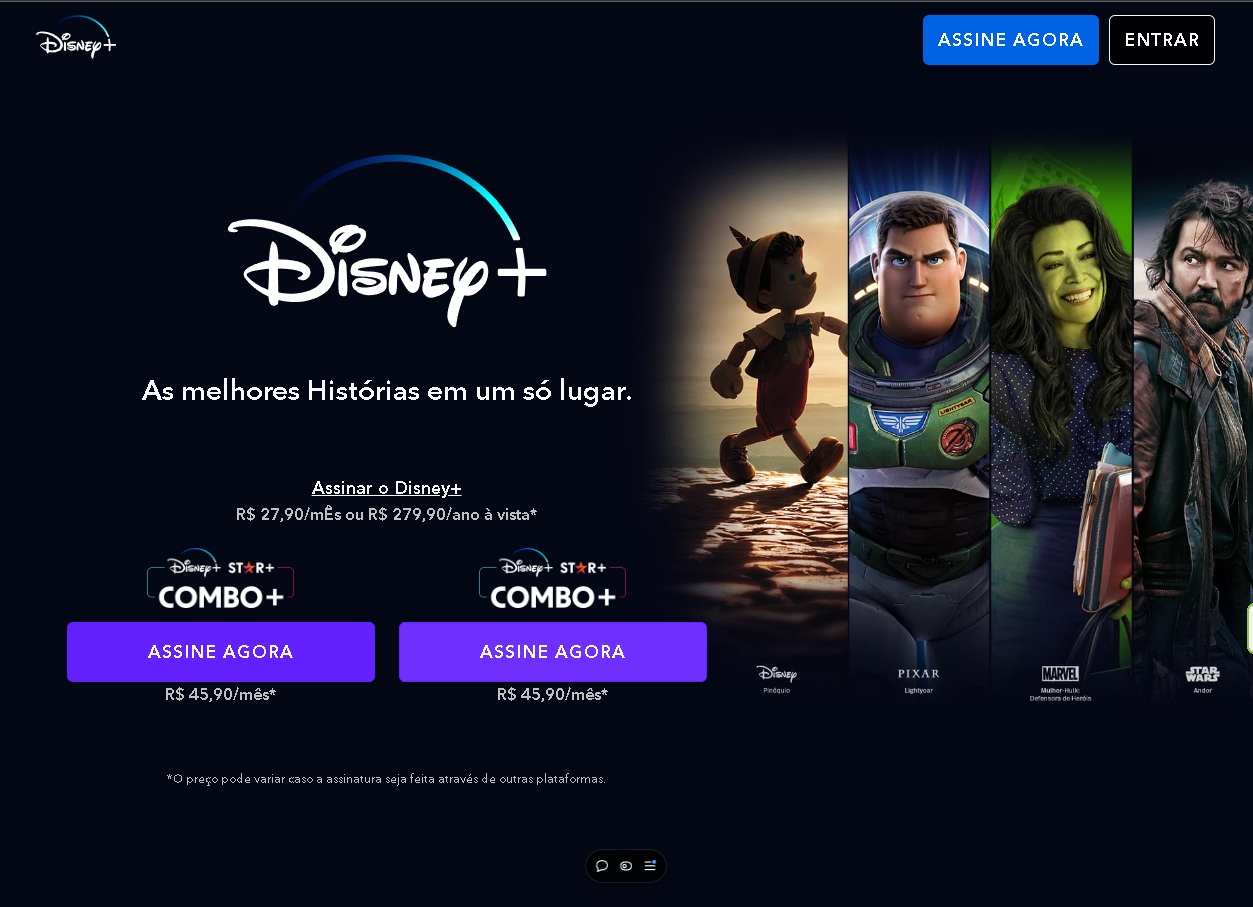 Disney+
ASSINE AGORA
ENTRAR
Disney+
As melhores Histórias em um só lugar.
Assinar o Disney+
R$ 27,90/mÊs ou R$ 279,90/ano à vista*
Disney+ STAR+
COMBO+
ASSINE AGORA
R$ 45,90/mês*
Disney+ STAR+
COMBO+
ASSINE AGORA
R$ 45,90/mês*
*O preço pode variar caso a assinatura seja feita através de outras plataformas.
LIGHTYEAR
Disney
Pinóquio
PIXAR
Lightyear
MARVEL
Mulher-Hulk:
Defensora de Heróis
STAR WARS
Andor